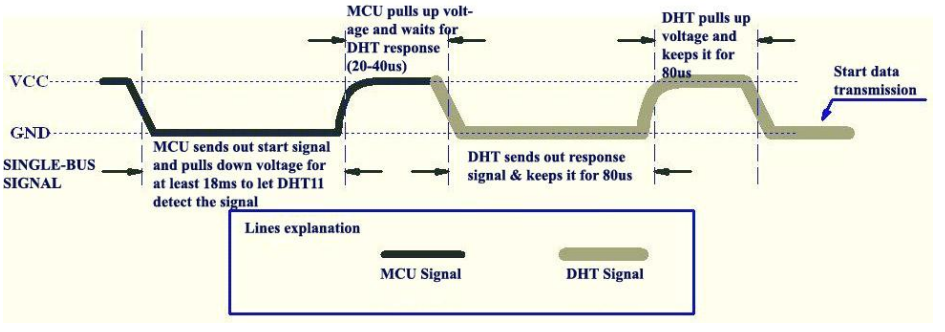 MCU pulls up volt-
age and waits for
DHT response
(20-40us)
DHT pulls up
voltage and
keeps it for
80us
VCC
Start data
transmission
GND
SINGLE-BUS
SIGNAL
MCU sends out start signal
and pulls down voltage for
at least 18ms to let DHT11
detect the signal
DHT sends out response
signal & keeps it for 80us
Lines explanation
MCU Signal
DHT Signal